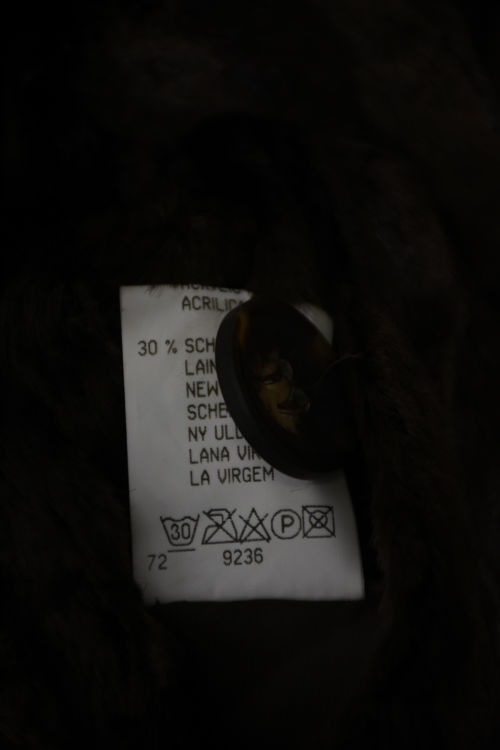 ACRILIC
30 % SCH
LAIN
NEW
SCHE
NY ULL
LANA VIR
LA VIRGEM
30 P
72 9236